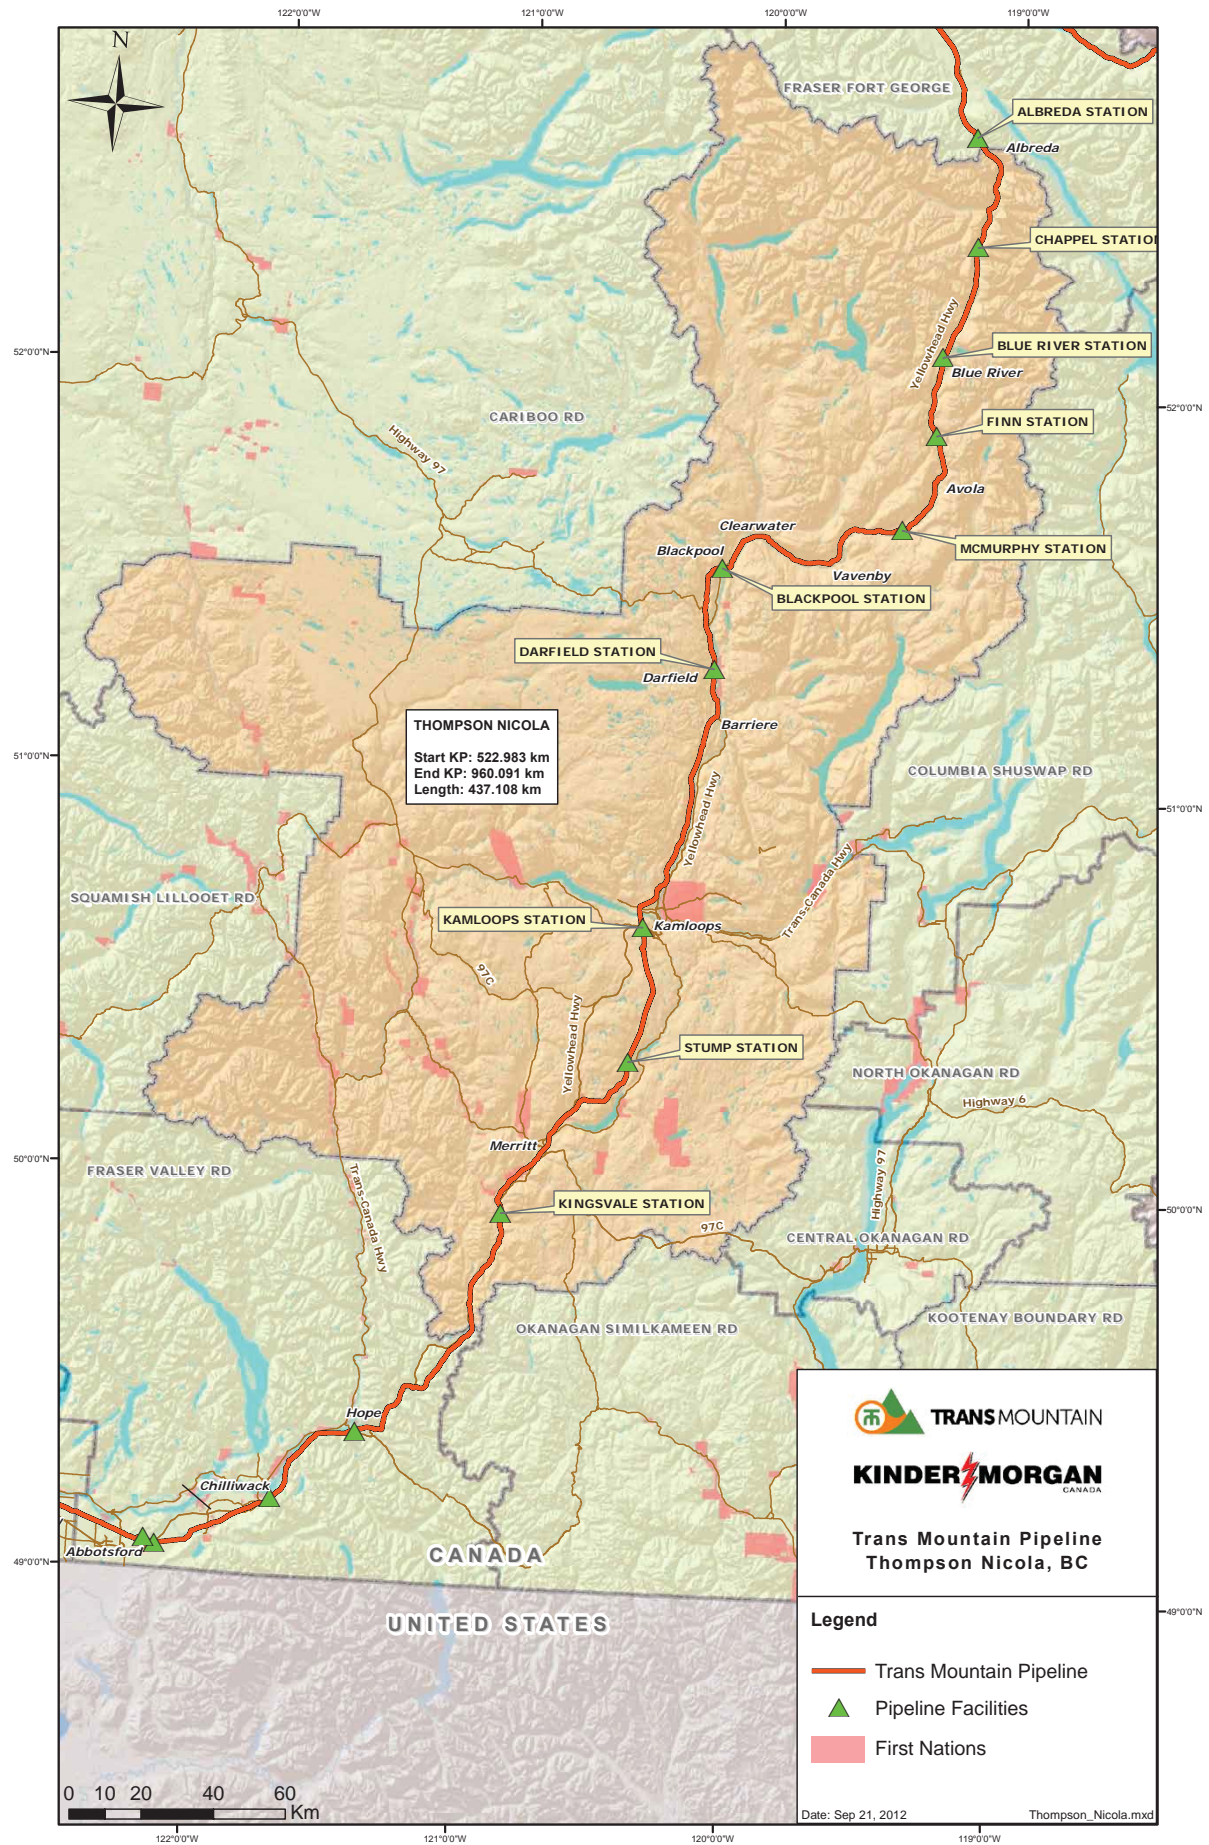 122°0'0"W
121°0'0"W
120°0'0"W
119°0'0"W
N
FRASER FORT GEORGE
ALBREDA STATION
Albreda
CHAPPEL STATIO
Yellowhead Hwy
BLUE RIVER STATION
Blue River
52°0'0"N
52°0'0"N
CARIBOO RD
FINN STATION
Highway 97
Avola
Clearwater
Blackpool
MCMURPHY STATION
Vavenby
BLACKPOOL STATION
DARFIELD STATION
Darfield
Barriere
THOMPSON NICOLA
Start KP: 522.983 km
End KP: 960.091 km
Length: 437.108 km
51°0'0"N
51°0'0"N
COLUMBIA SHUSWAP RD
Yellowhead Hwy
Trans-Canada Hwy
SQUAMISH LILLOOET RD
KAMLOOPS STATION
Kamloops
97C
Yellowhead Hwy
STUMP STATION
NORTH OKANAGAN RD
Highway 6
Merritt
50°0'0"N
50°0'0"N
FRASER VALLEY RD
Trans-Canada Hwy
Highway 97
KINGSVALE STATION
97C
CENTRAL OKANAGAN RD
KOOTENAY BOUNDARY RD
OKANAGAN SIMILKAMEEN RD
Hope
Chilliwack
Abbotsford
49°0'0"N
49°0'0"N
CANADA
UNITED STATES
TRANSMOUNTAIN
KINDER MORGAN
CANADA
Trans Mountain Pipeline
Thompson Nicola, BC
Legend
Trans Mountain Pipeline
Pipeline Facilities
First Nations
0 10 20 40 60
Km
Date: Sep 21, 2012
Thompson_Nicola.mxd
122°0'0"W
121°0'0"W
120°0'0"W
119°0'0"W